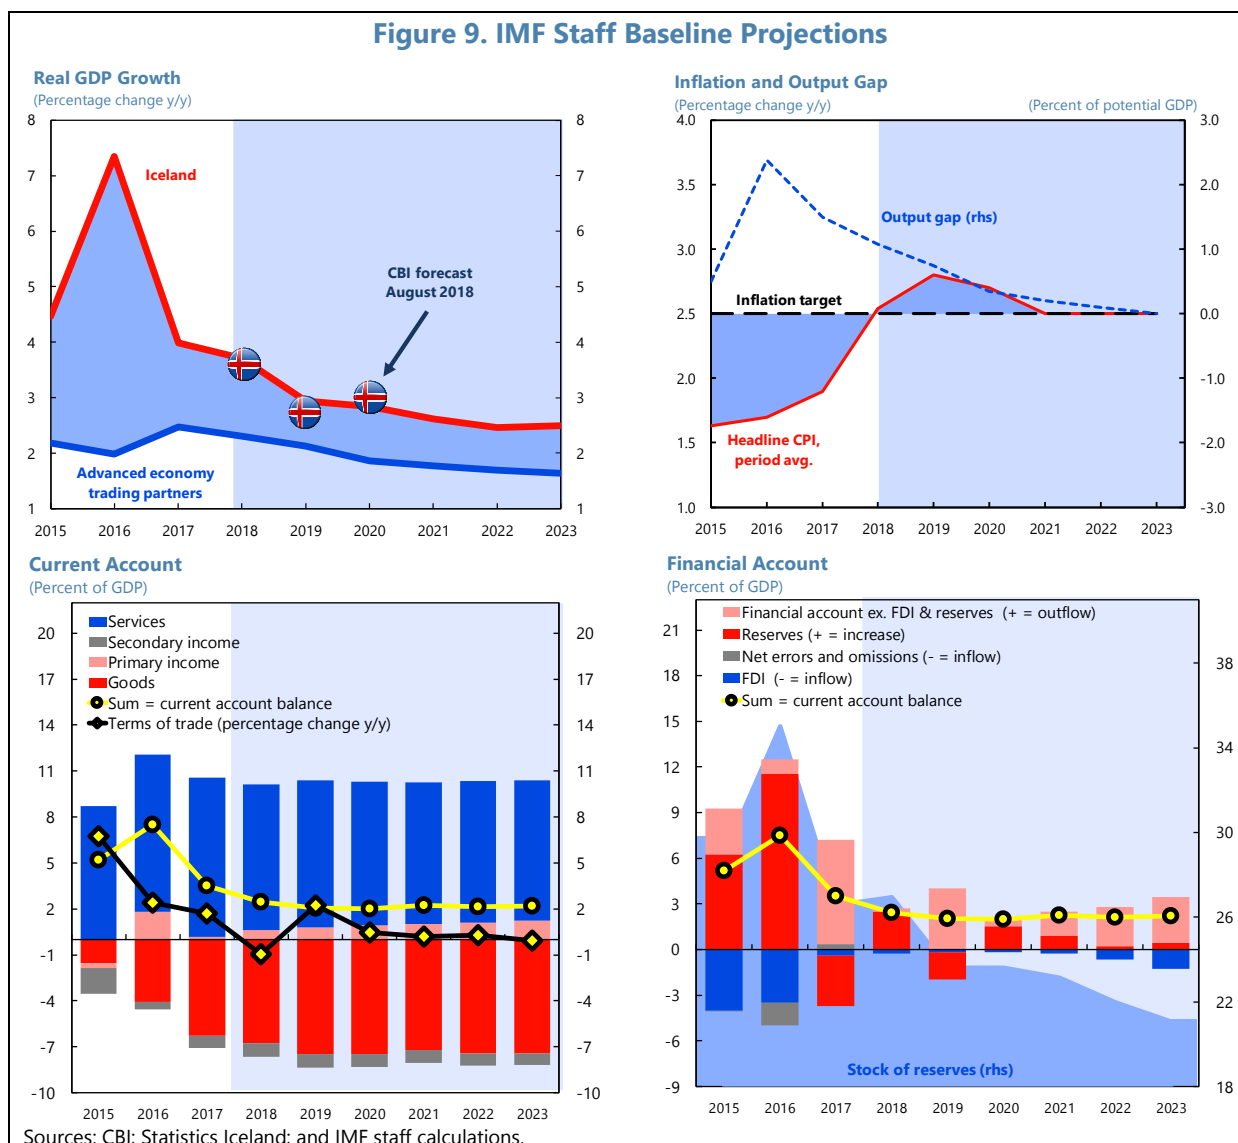 Figure 9. IMF Staff Baseline Projections
Real GDP Growth
(Percentage change y/y)
8
7
6
5
4
3
2
1
8
7
6
5
4
3
2
1
Iceland
CBI forecast
August 2018
Advanced economy
trading partners
2015 2016 2017 2018 2019 2020 2021 2022 2023
Inflation and Output Gap
(Percentage change y/y) (Percent of potential GDP)
4.0
3.5
3.0
2.5
2.0
1.5
1.0
3.0
2.0
1.0
0.0
-1.0
-2.0
-3.0
Output gap (rhs)
Inflation target
Headline CPI,
period avg.
2015 2016 2017 2018 2019 2020 2021 2022 2023
Current Account
(Percent of GDP)
20
17
14
11
8
5
2
-1
-4
-7
-10
20
17
14
11
8
5
2
-1
-4
-7
-10
Services
Secondary income
Primary income
Goods
Sum = current account balance
Terms of trade (percentage change y/y)
2015 2016 2017 2018 2019 2020 2021 2022 2023
Financial Account
(Percent of GDP)
21
18
15
12
9
6
3
0
-3
-6
-9
38
34
30
26
22
18
Financial account ex. FDI & reserves (+ = outflow)
Reserves (+ = increase)
Net errors and omissions (- = inflow)
FDI (- = inflow)
Sum = current account balance
Stock of reserves (rhs)
2015 2016 2017 2018 2019 2020 2021 2022 2023
Sources: CBI; Statistics Iceland; and IMF staff calculations.